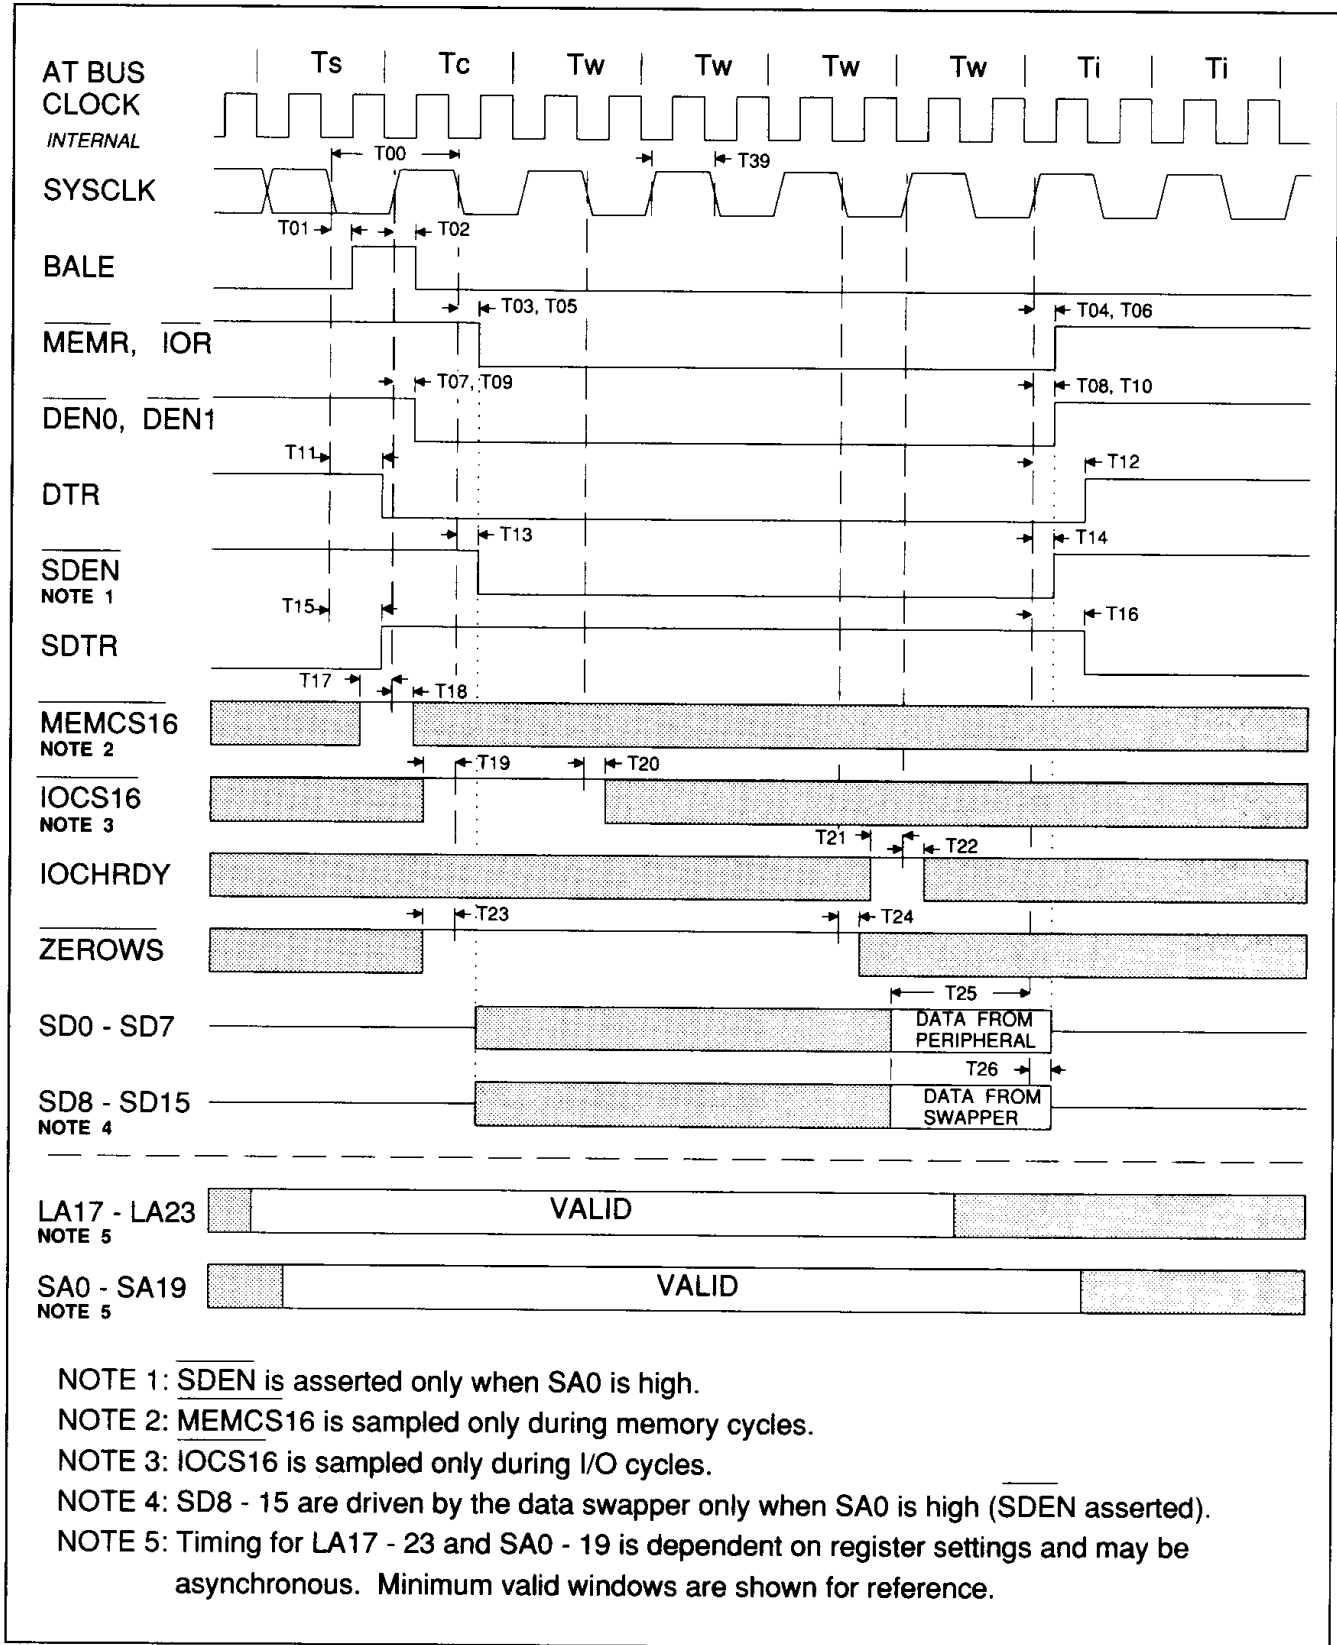 Ts Tc Tw Tw Tw Tw Ti Ti
AT BUS
CLOCK
INTERNAL
T00
T39
SYSCLK
T01 T02
BALE
T03, T05 T04, T06
MEMR, IOR
T07, T09 T08, T10
DEN0, DEN1
T11 T12
DTR
T13 T14
SDEN
NOTE 1
T15 T16
SDTR
T17 T18
MEMCS16
NOTE 2
T19 T20
IOCS16
NOTE 3
T21 T22
IOCHRDY
T23 T24
ZEROWS
T25
SD0 - SD7
DATA FROM
PERIPHERAL
T26
SD8 - SD15
NOTE 4
DATA FROM
SWAPPER
LA17 - LA23 VALID
NOTE 5
SA0 - SA19 VALID
NOTE 5
NOTE 1: SDEN is asserted only when SA0 is high.
NOTE 2: MEMCS16 is sampled only during memory cycles.
NOTE 3: IOCS16 is sampled only during I/O cycles.
NOTE 4: SD8 - 15 are driven by the data swapper only when SA0 is high (SDEN asserted).
NOTE 5: Timing for LA17 - 23 and SA0 - 19 is dependent on register settings and may be
asynchronous. Minimum valid windows are shown for reference.